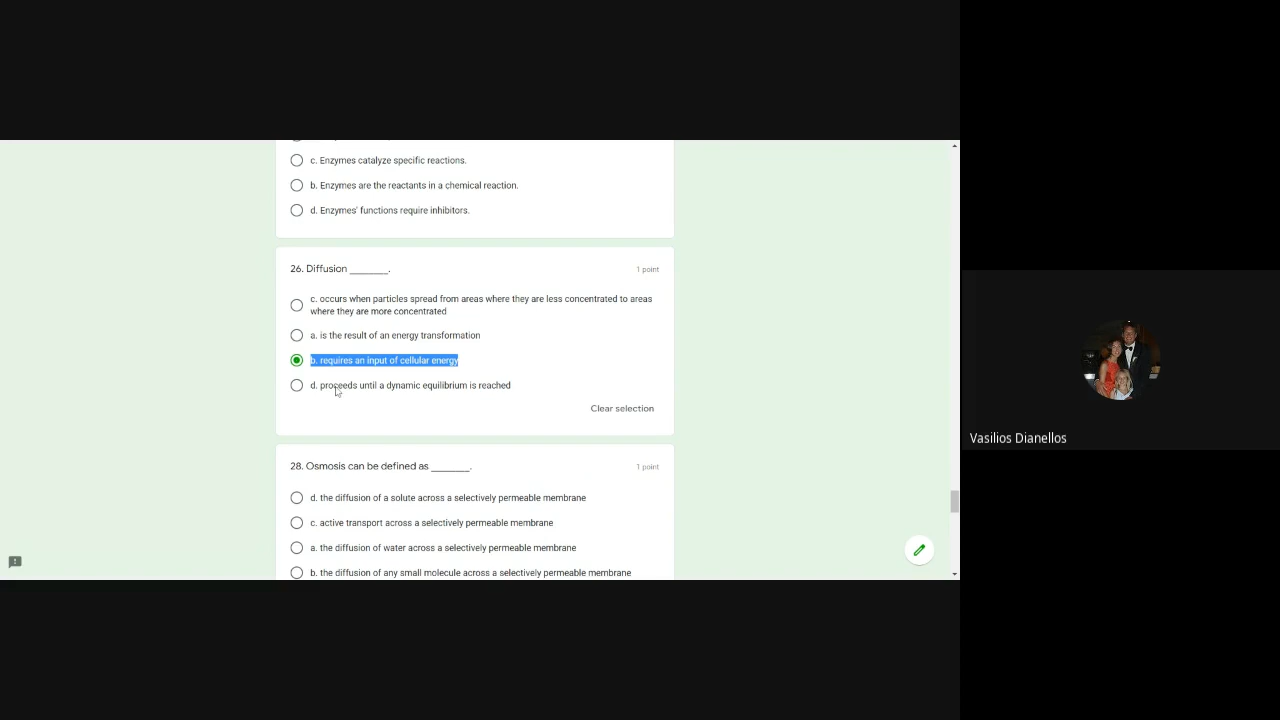 c. Enzymes catalyze specific reactions.
b. Enzymes are the reactants in a chemical reaction.
d. Enzymes' functions require inhibitors.
26. Diffusion _______.
1 point
c. occurs when particles spread from areas where they are less concentrated to areas
where they are more concentrated
a. is the result of an energy transformation
b. requires an input of cellular energy
d. proceeds until a dynamic equilibrium is reached
Clear selection
28. Osmosis can be defined as _______.
1 point
d. the diffusion of a solute across a selectively permeable membrane
c. active transport across a selectively permeable membrane
a. the diffusion of water across a selectively permeable membrane
b. the diffusion of any small molecule across a selectively permeable membrane
Vasilios Dianellos